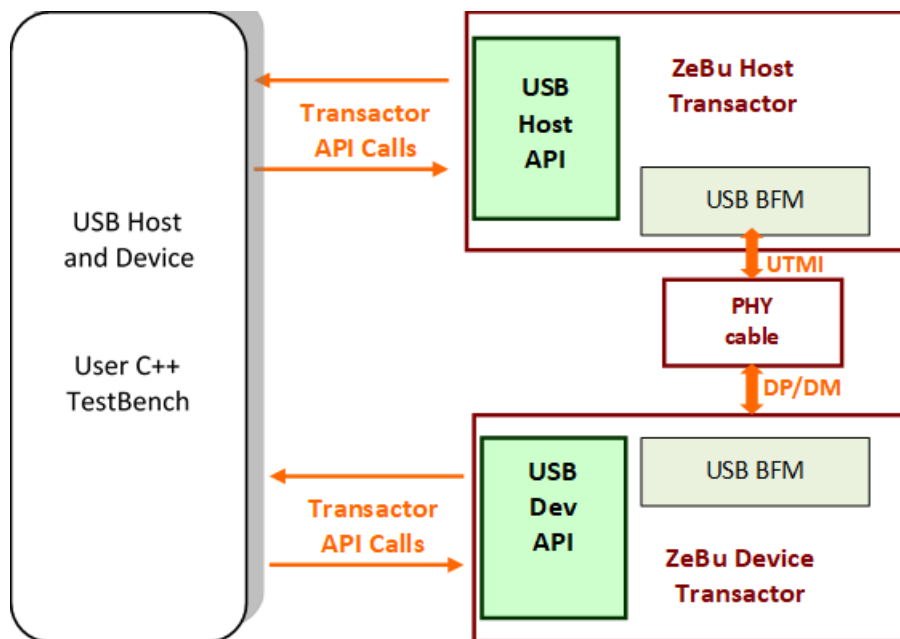 USB Host
and Device
User C++
TestBench
Transactor
API Calls
USB
Host
API
ZeBu Host
Transactor
USB BFM
UTMI
PHY
cable
DP/DM
Transactor
API Calls
USB
Dev
API
USB BFM
ZeBu Device
Transactor